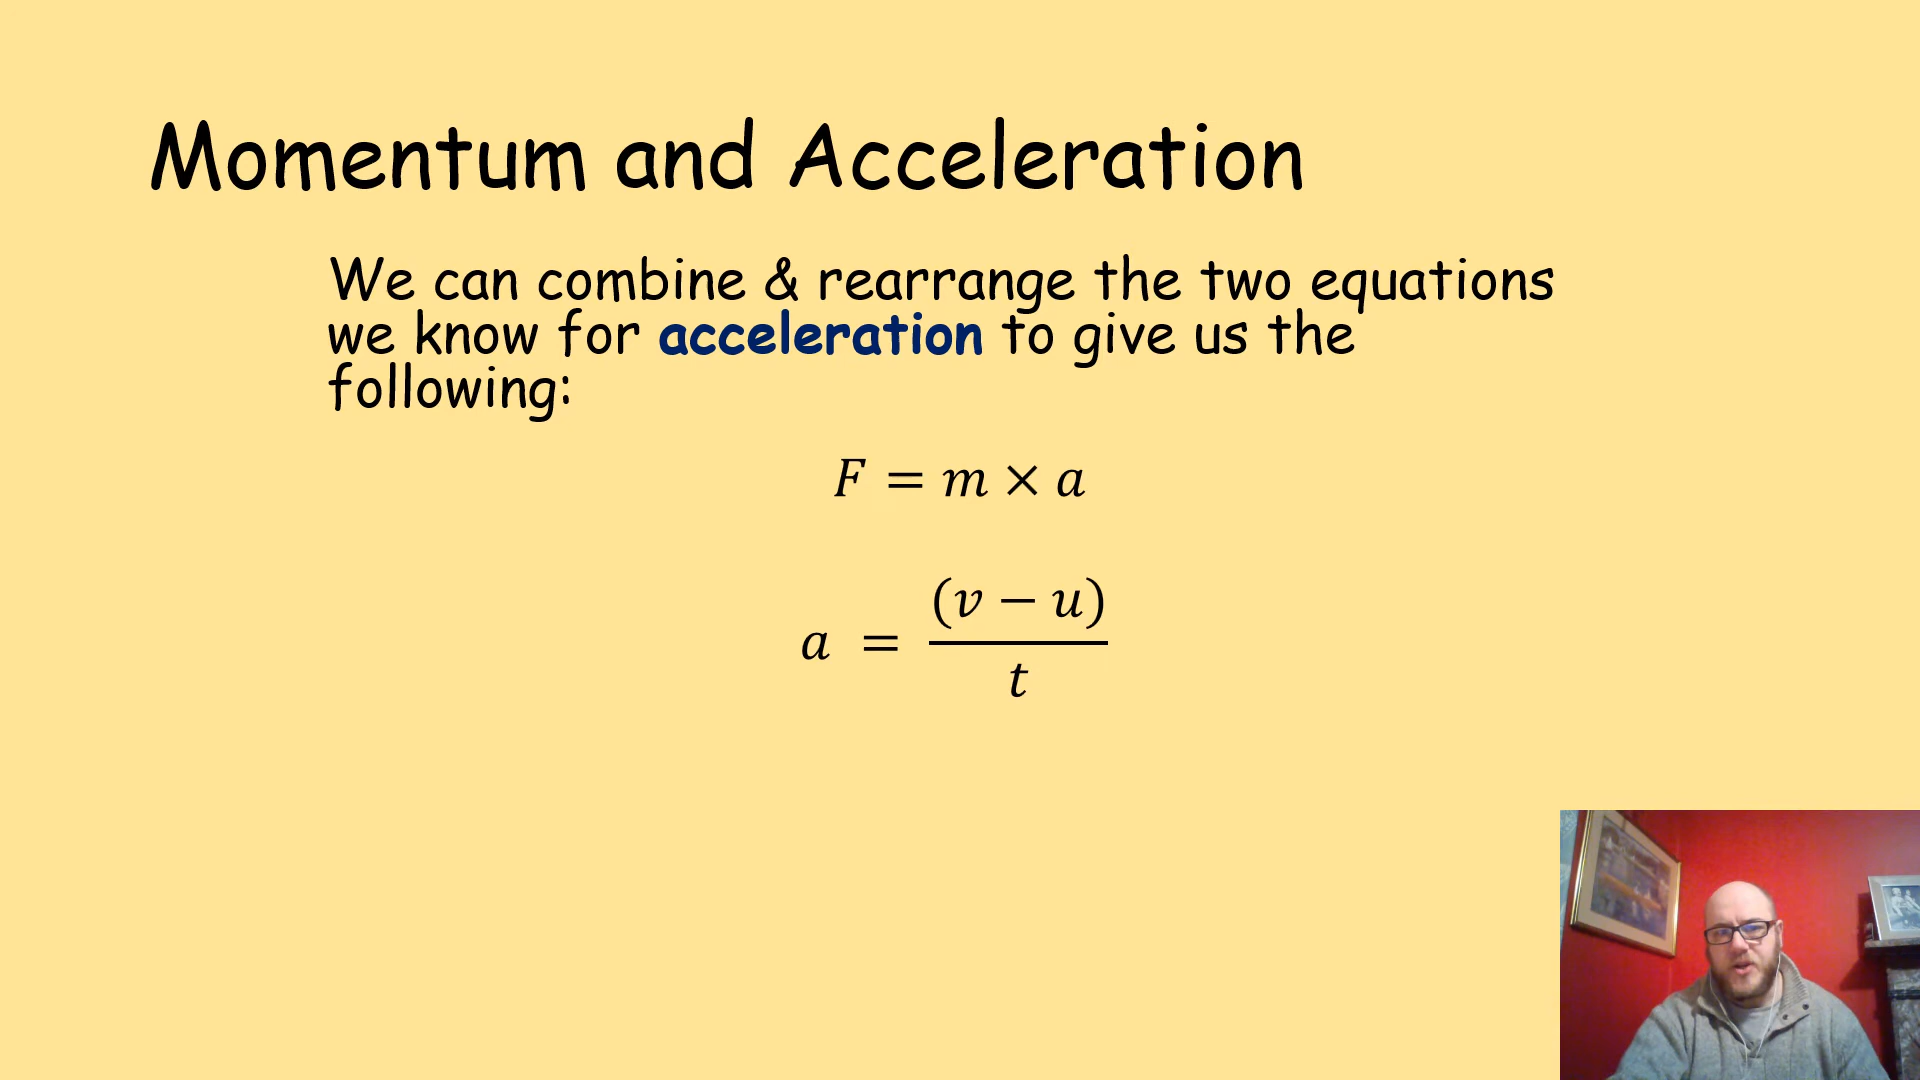 Momentum and Acceleration
We can combine & rearrange the two equations
we know for acceleration to give us the
following:
F = m × a
a = (v − u) / t